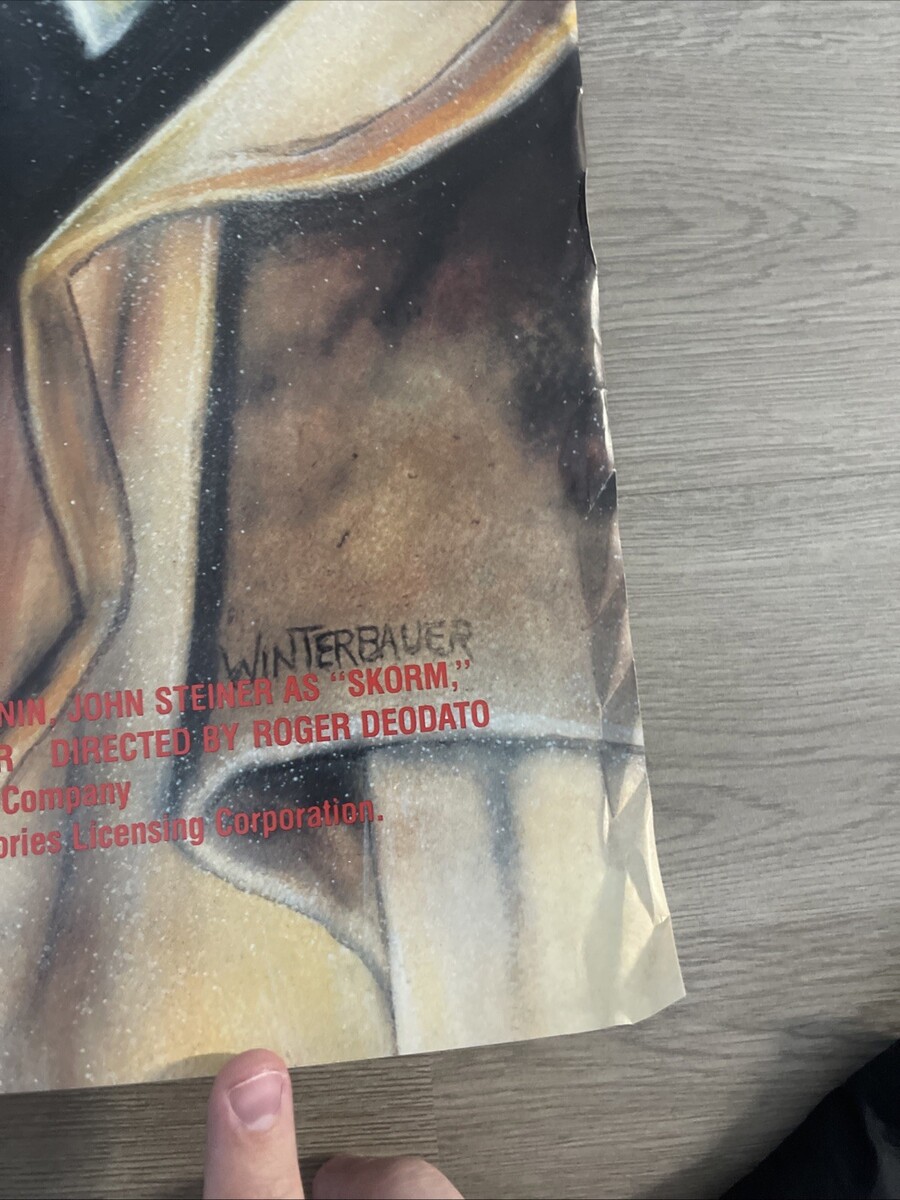 WINTERBAUER
NIN, JOHN STEINER AS “SKORM,”
R DIRECTED BY ROGER DEODATO
Company
ories Licensing Corporation.